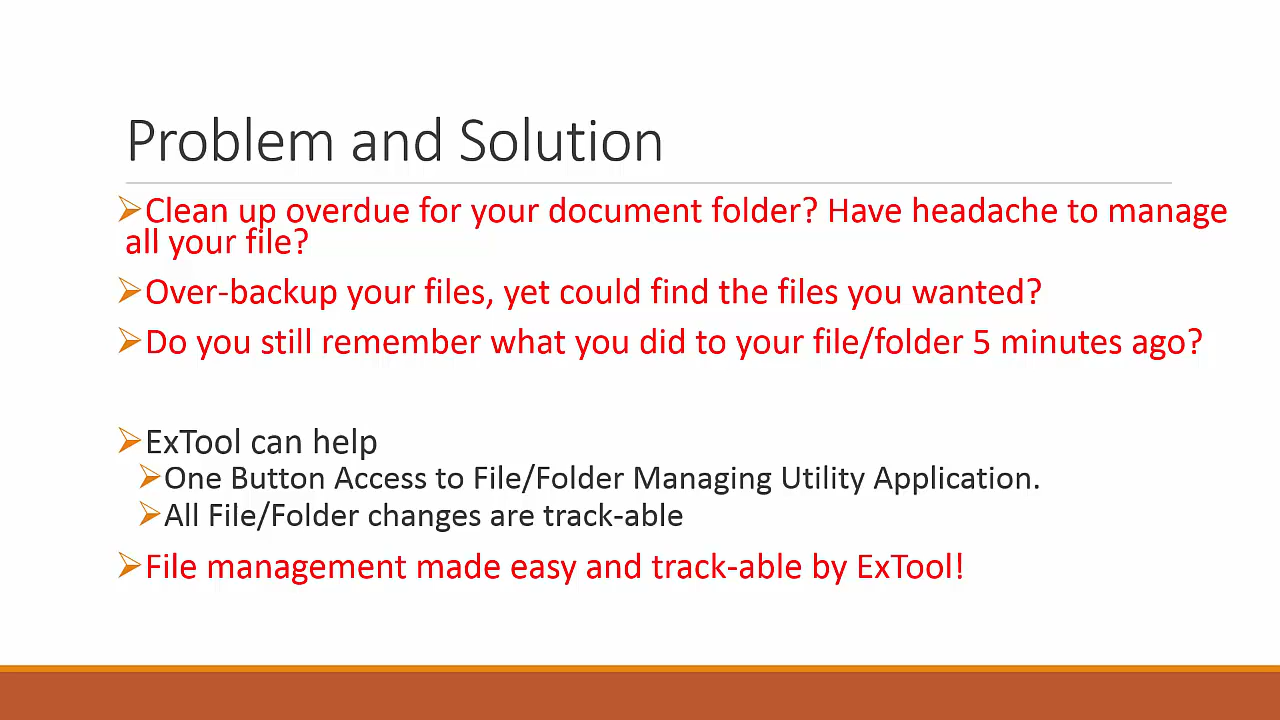 Problem and Solution
Clean up overdue for your document folder? Have headache to manage
all your file?
Over-backup your files, yet could find the files you wanted?
Do you still remember what you did to your file/folder 5 minutes ago?
ExTool can help
One Button Access to File/Folder Managing Utility Application.
All File/Folder changes are track-able
File management made easy and track-able by ExTool!